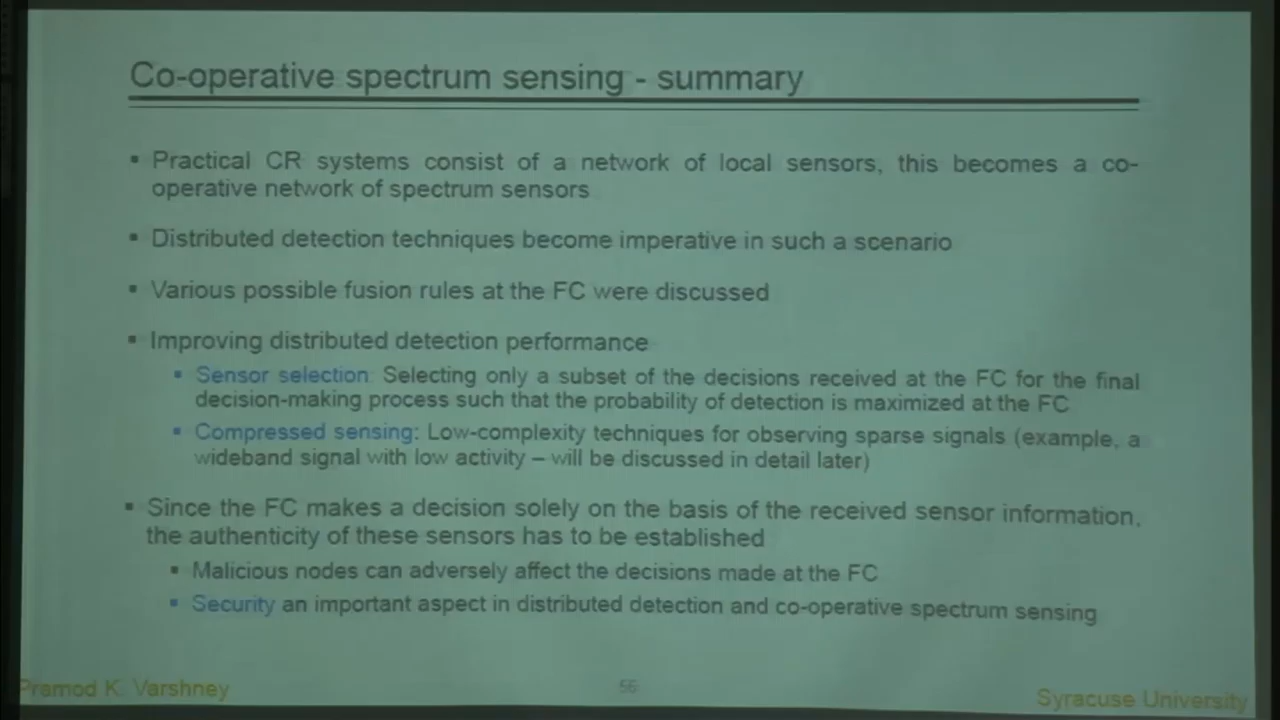 Co-operative spectrum sensing - summary
▪ Practical CR systems consist of a network of local sensors, this becomes a co-
operative network of spectrum sensors
▪ Distributed detection techniques become imperative in such a scenario
▪ Various possible fusion rules at the FC were discussed
▪ Improving distributed detection performance
▪ Sensor selection: Selecting only a subset of the decisions received at the FC for the final
decision-making process such that the probability of detection is maximized at the FC
▪ Compressed sensing: Low-complexity techniques for observing sparse signals (example, a
wideband signal with low activity – will be discussed in detail later)
▪ Since the FC makes a decision solely on the basis of the received sensor information,
the authenticity of these sensors has to be established
▪ Malicious nodes can adversely affect the decisions made at the FC
▪ Security an important aspect in distributed detection and co-operative spectrum sensing
Pramod K. Varshney
Syracuse University